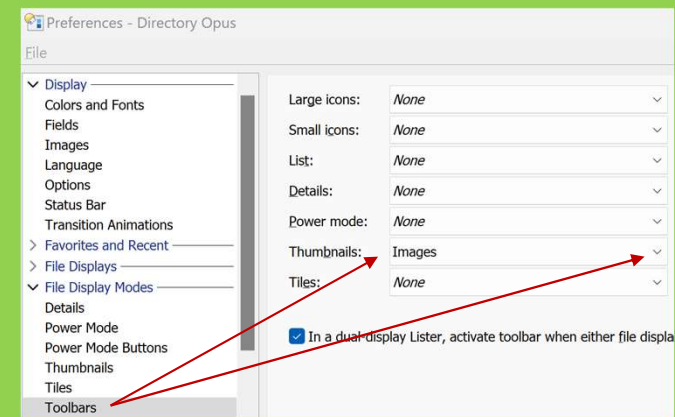 Preferences - Directory Opus
File
Display
Colors and Fonts
Fields
Images
Language
Options
Status Bar
Transition Animations
Favorites and Recent
File Displays
File Display Modes
Details
Power Mode
Power Mode Buttons
Thumbnails
Tiles
Toolbars
Large icons: None
Small icons: None
List: None
Details: None
Power mode: None
Thumbnails: Images
Tiles: None
In a dual-display Lister, activate toolbar when either file displa